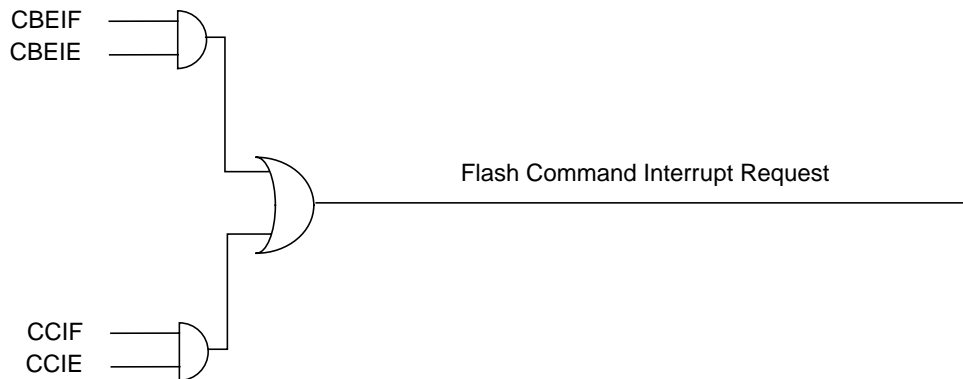 CBEIF
CBEIE
Flash Command Interrupt Request
CCIF
CCIE